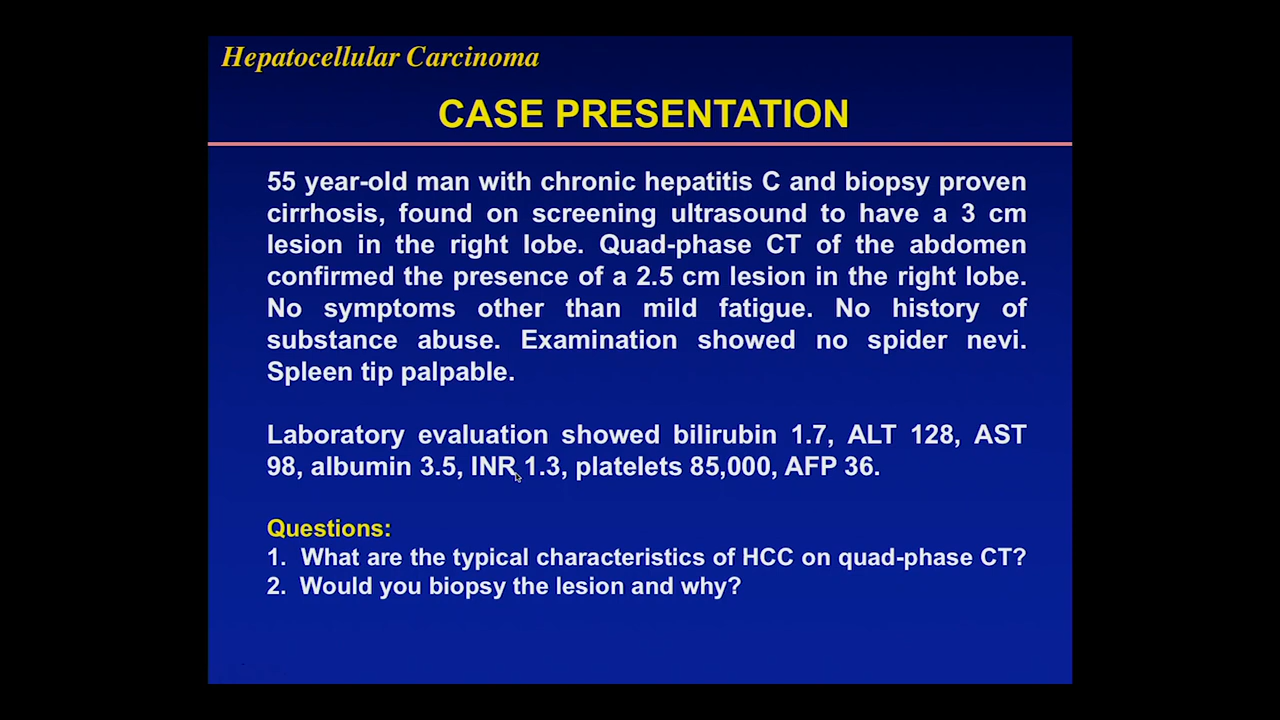 Hepatocellular Carcinoma
CASE PRESENTATION
55 year-old man with chronic hepatitis C and biopsy proven
cirrhosis, found on screening ultrasound to have a 3 cm
lesion in the right lobe. Quad-phase CT of the abdomen
confirmed the presence of a 2.5 cm lesion in the right lobe.
No symptoms other than mild fatigue. No history of
substance abuse. Examination showed no spider nevi.
Spleen tip palpable.
Laboratory evaluation showed bilirubin 1.7, ALT 128, AST
98, albumin 3.5, INR 1.3, platelets 85,000, AFP 36.
Questions:
1. What are the typical characteristics of HCC on quad-phase CT?
2. Would you biopsy the lesion and why?